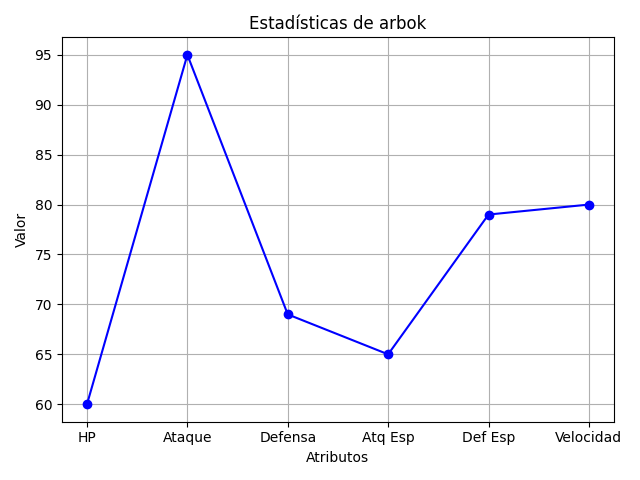 Estadísticas de arbok
Valor
95
90
85
80
75
70
65
60
HP
Ataque
Defensa
Atq Esp
Def Esp
Velocidad
Atributos